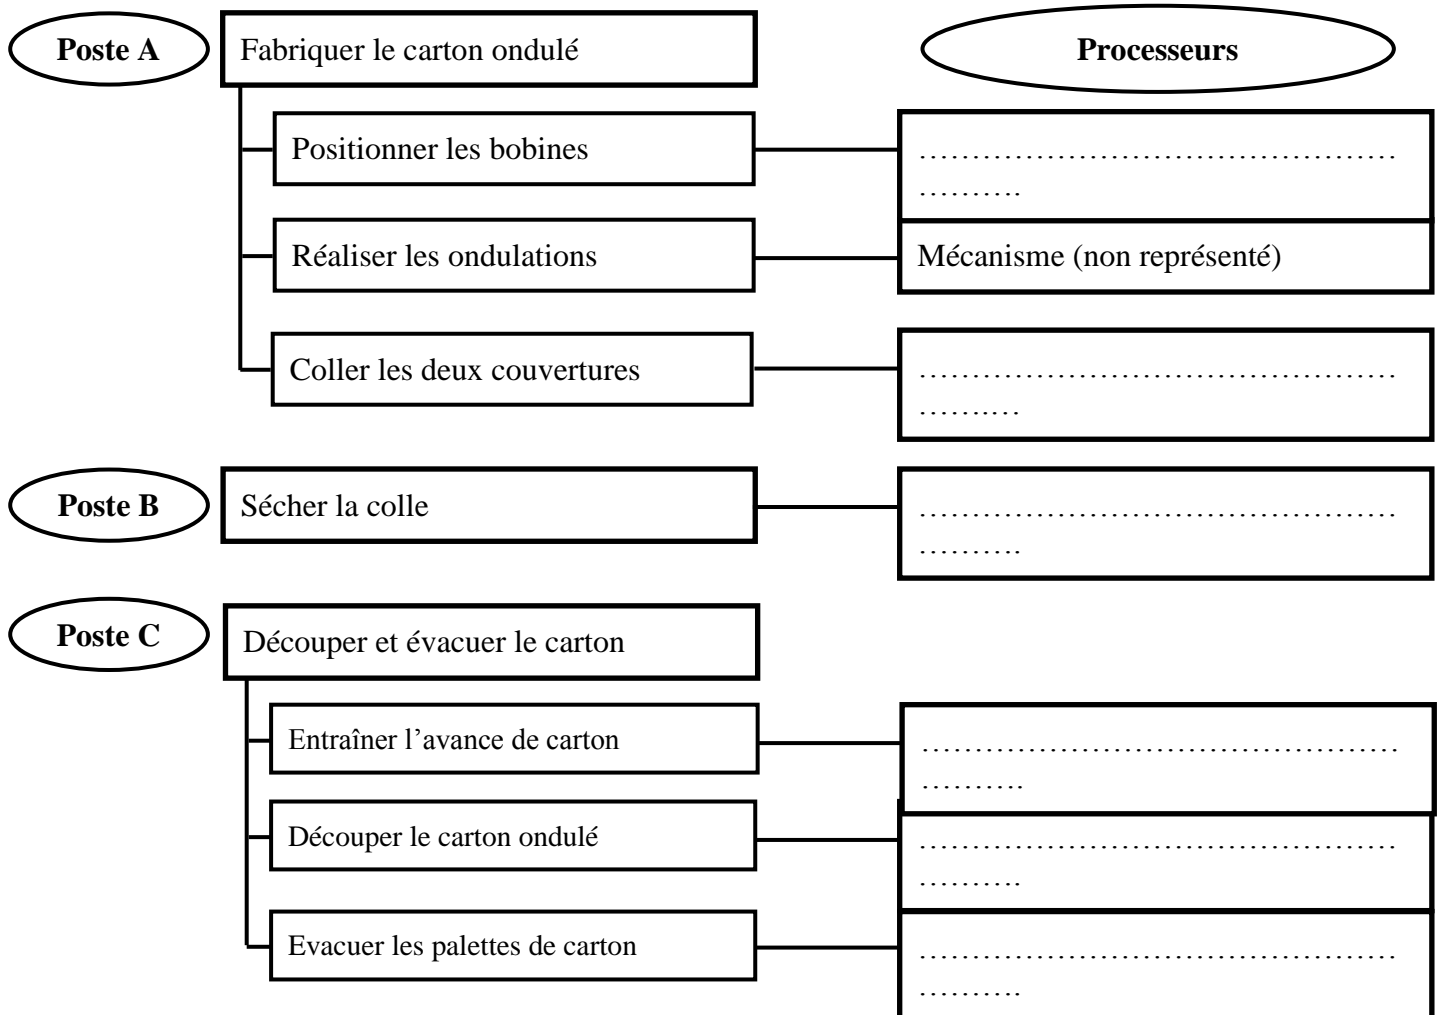 Poste A
Fabriquer le carton ondulé
Processeurs
Positionner les bobines
………………………………………
……….
Réaliser les ondulations
Mécanisme (non représenté)
Coller les deux couvertures
………………………………………
……..…
Poste B
Sécher la colle
………………………………………
……….
Poste C
Découper et évacuer le carton
Entraîner l’avance de carton
………………………………………
……….
Découper le carton ondulé
………………………………………
……….
Evacuer les palettes de carton
………………………………………
……….